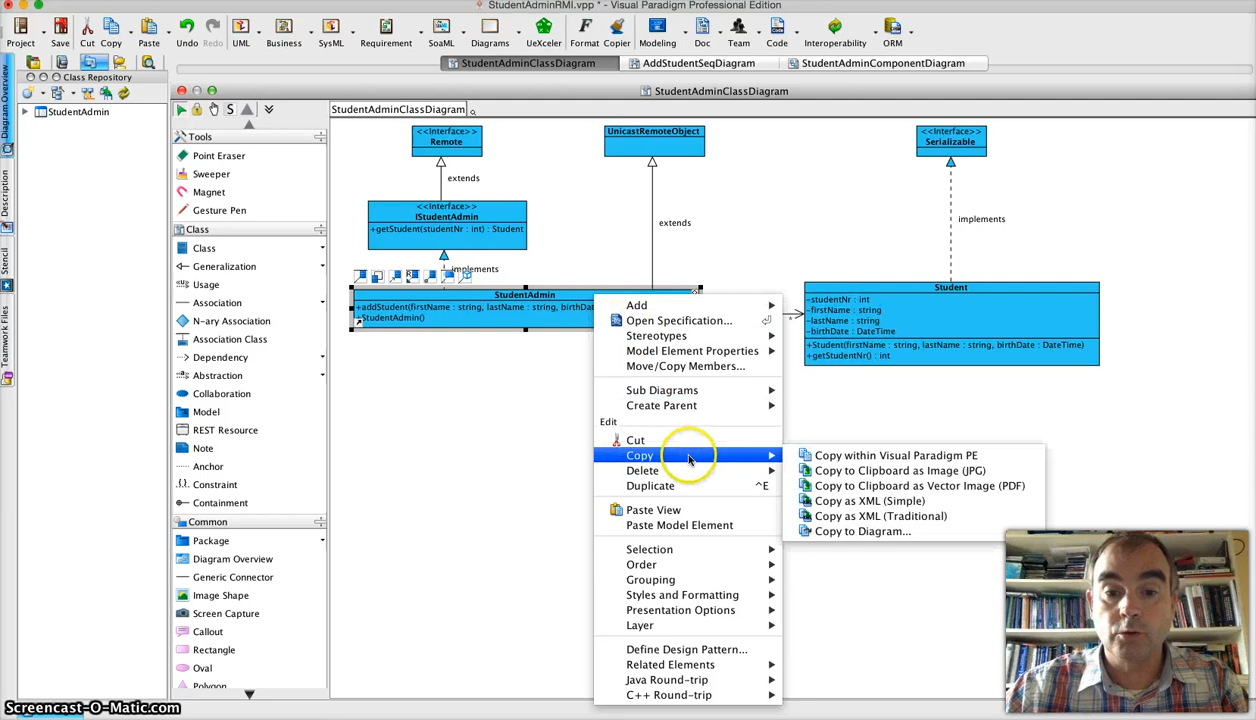 StudentAdminRMI.vpp * - Visual Paradigm Professional Edition
Project Save Cut Copy Paste Undo Redo UML Business SysML Requirement SoaML Diagrams UeXceler Format Copier Modeling Doc Team Code Interoperability ORM
StudentAdminClassDiagram AddStudentSeqDiagram StudentAdminComponentDiagram
Class Repository
StudentAdmin
Diagram Overview
Description
Stencil
Teamwork Files
StudentAdminClassDiagram
StudentAdminClassDiagram
S
Tools
Point Eraser
Sweeper
Magnet
Gesture Pen
Class
Class
Generalization
Usage
Association
N-ary Association
Association Class
Dependency
Abstraction
Collaboration
Model
REST Resource
Note
Anchor
Constraint
Containment
Common
Package
Diagram Overview
Generic Connector
Image Shape
Screen Capture
Callout
Rectangle
Oval
Polygon
<<Interface>>
Remote
extends
<<Interface>>
IStudentAdmin
+getStudent(studentNr : int) : Student
implements
StudentAdmin
+addStudent(firstName : string, lastName : string, birthDa
+StudentAdmin()
UnicastRemoteObject
extends
<<Interface>>
Serializable
implements
*
Student
-studentNr : int
-firstName : string
-lastName : string
-birthDate : DateTime
+Student(firstName : string, lastName : string, birthDate : DateTime)
+getStudentNr() : int
Add
Open Specification...
Stereotypes
Model Element Properties
Move/Copy Members...
Sub Diagrams
Create Parent
Edit
Cut
Copy
Delete
Duplicate ^E
Paste View
Paste Model Element
Selection
Order
Grouping
Styles and Formatting
Presentation Options
Layer
Define Design Pattern...
Related Elements
Java Round-trip
C++ Round-trip
Copy within Visual Paradigm PE
Copy to Clipboard as Image (JPG)
Copy to Clipboard as Vector Image (PDF)
Copy as XML (Simple)
Copy as XML (Traditional)
Copy to Diagram...
Screencast-O-Matic.com